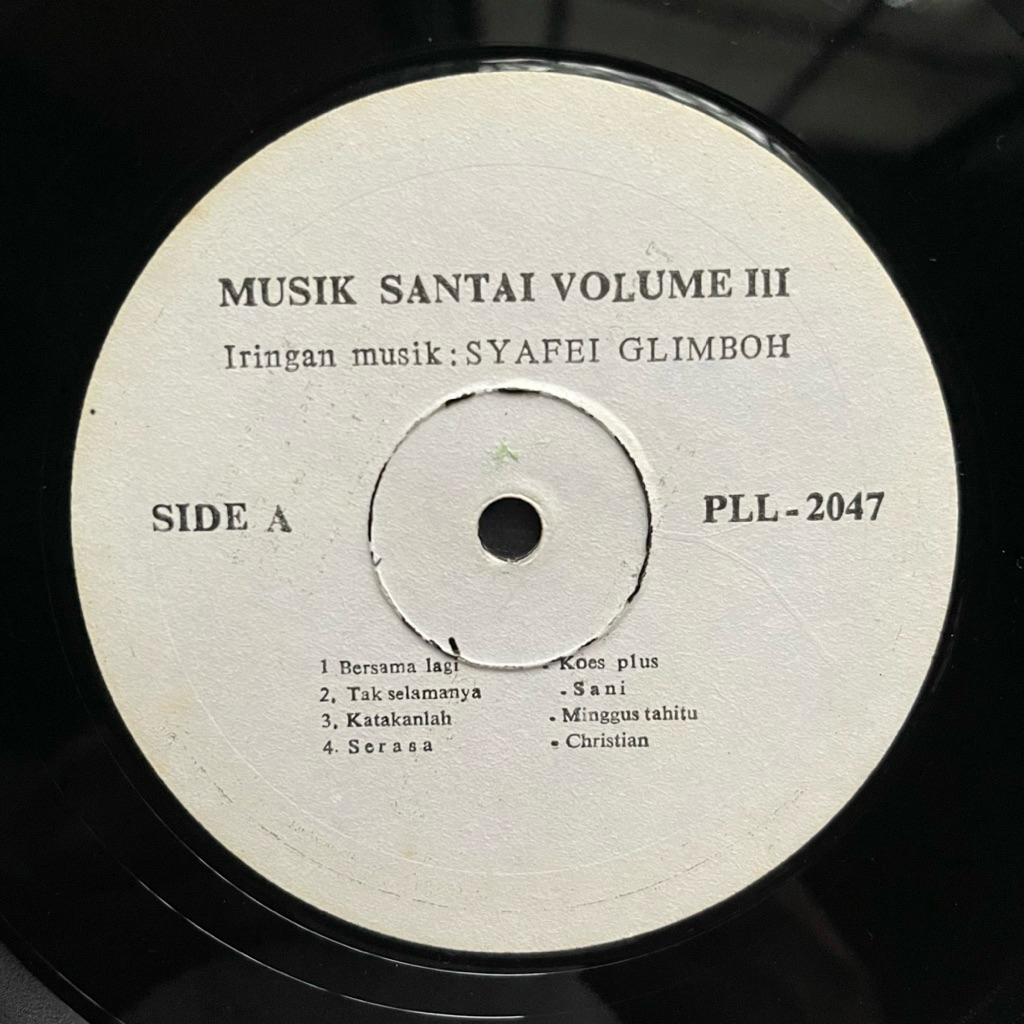 MUSIK SANTAI VOLUME III
Iringan musik: SYAFEI GLIMBOH
SIDE A PLL-2047
1 Bersama lagi . Koes plus
2, Tak selamanya . Sani
3, Katakanlah . Minggus tahitu
4. Serasa . Christian